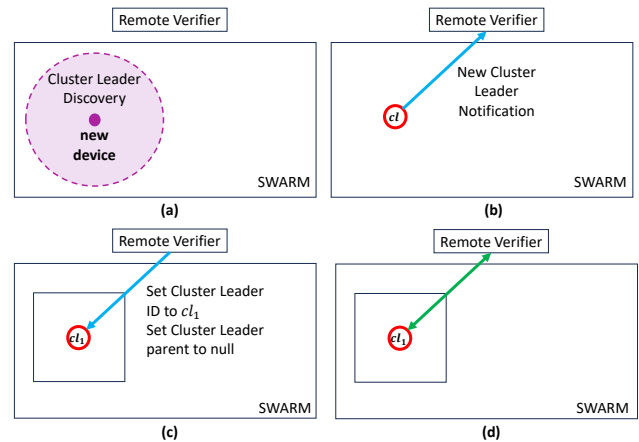 Remote Verifier
Cluster Leader
Discovery
new
device
SWARM
(a)
Remote Verifier
New Cluster
Leader
Notification
cl
SWARM
(b)
Remote Verifier
Set Cluster Leader
ID to cl₁
Set Cluster Leader
parent to null
cl₁
SWARM
(c)
Remote Verifier
cl₁
SWARM
(d)